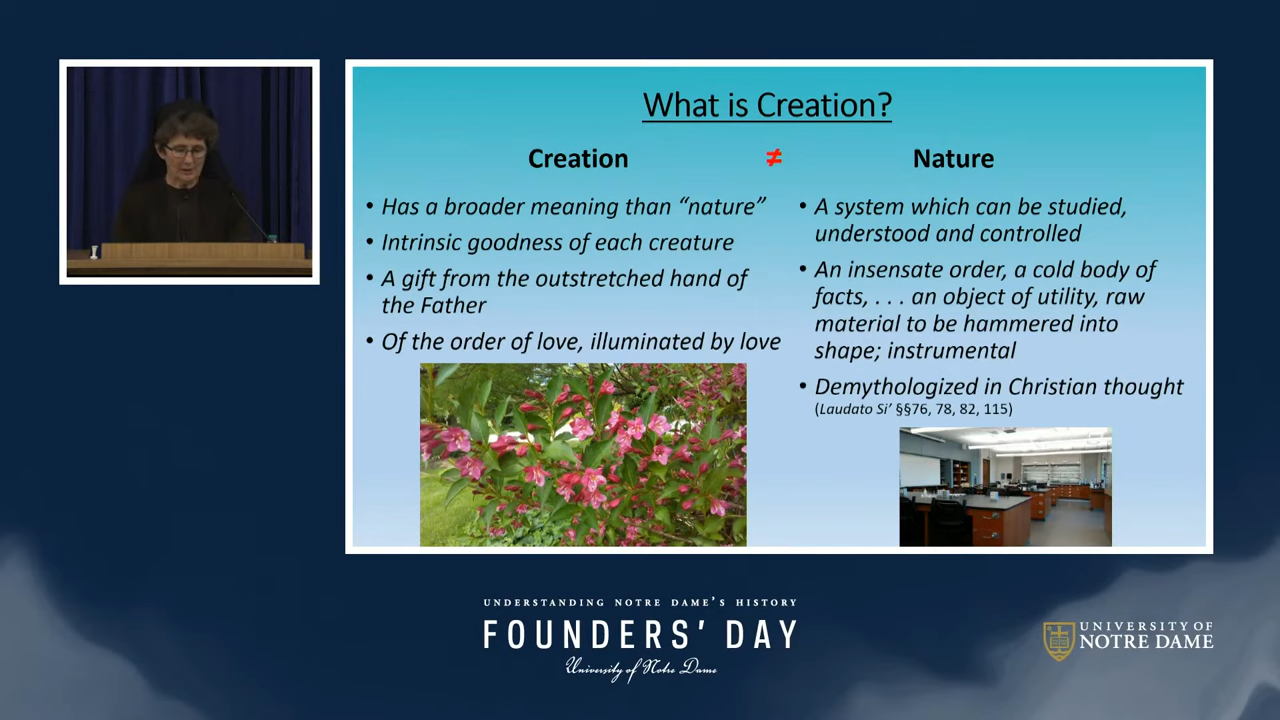 What is Creation?
Creation ≠ Nature
• Has a broader meaning than “nature”
• Intrinsic goodness of each creature
• A gift from the outstretched hand of
the Father
• Of the order of love, illuminated by love
• A system which can be studied,
understood and controlled
• An insensate order, a cold body of
facts, . . . an object of utility, raw
material to be hammered into
shape; instrumental
• Demythologized in Christian thought
(Laudato Si’ §§76, 78, 82, 115)
UNDERSTANDING NOTRE DAME’S HISTORY
FOUNDERS’ DAY
University of Notre Dame
UNIVERSITY OF
NOTRE DAME